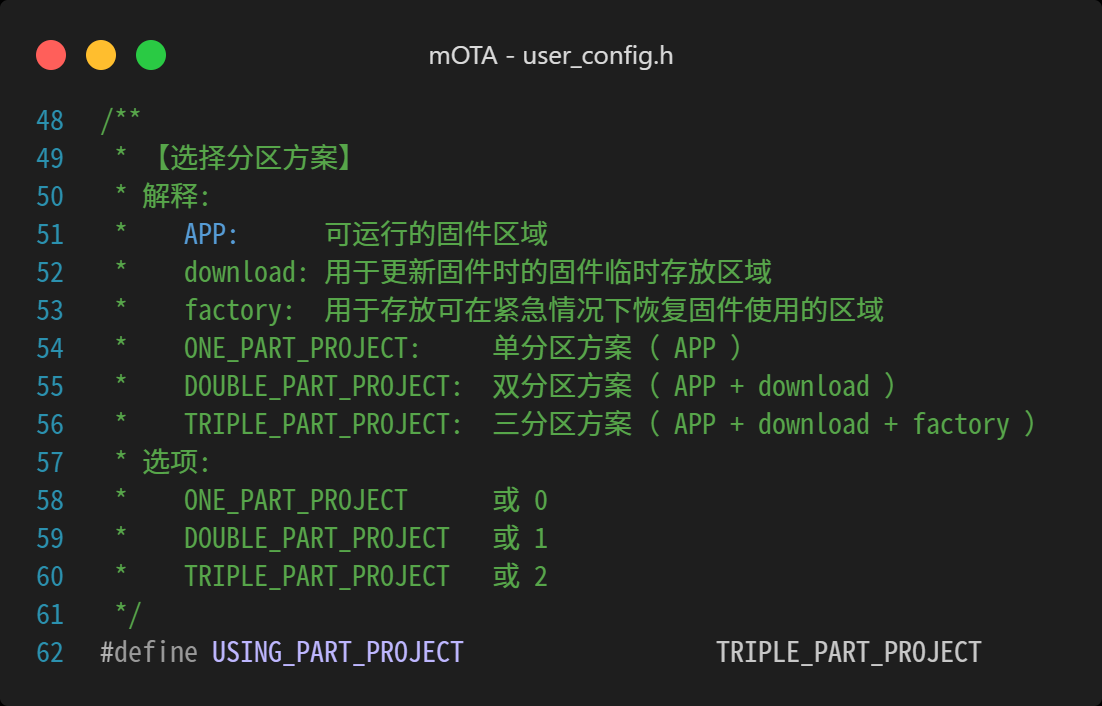 mOTA - user_config.h
48 /**
49  * 【选择分区方案】
50  * 解释:
51  *    APP:      可运行的固件区域
52  *    download: 用于更新固件时的固件临时存放区域
53  *    factory:  用于存放可在紧急情况下恢复固件使用的区域
54  *    ONE_PART_PROJECT:     单分区方案（ APP ）
55  *    DOUBLE_PART_PROJECT:  双分区方案（ APP + download ）
56  *    TRIPLE_PART_PROJECT:  三分区方案（ APP + download + factory ）
57  * 选项:
58  *    ONE_PART_PROJECT      或 0
59  *    DOUBLE_PART_PROJECT   或 1
60  *    TRIPLE_PART_PROJECT   或 2
61  */
62 #define USING_PART_PROJECT                  TRIPLE_PART_PROJECT